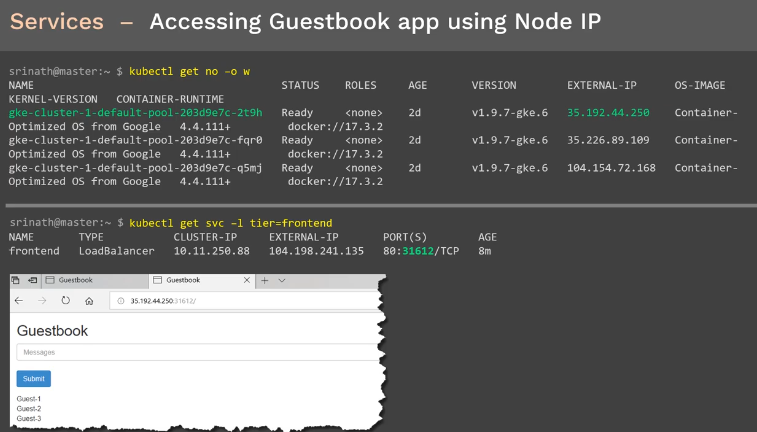 Services – Accessing Guestbook app using Node IP
srinath@master:~ $ kubectl get no –o w
NAME STATUS ROLES AGE VERSION EXTERNAL-IP OS-IMAGE
KERNEL-VERSION CONTAINER-RUNTIME
gke-cluster-1-default-pool-203d9e7c-2t9h Ready <none> 2d v1.9.7-gke.6 35.192.44.250 Container-
Optimized OS from Google 4.4.111+ docker://17.3.2
gke-cluster-1-default-pool-203d9e7c-fqr0 Ready <none> 2d v1.9.7-gke.6 35.226.89.109 Container-
Optimized OS from Google 4.4.111+ docker://17.3.2
gke-cluster-1-default-pool-203d9e7c-q5mj Ready <none> 2d v1.9.7-gke.6 104.154.72.168 Container-
Optimized OS from Google 4.4.111+ docker://17.3.2
srinath@master:~ $ kubectl get svc –l tier=frontend
NAME TYPE CLUSTER-IP EXTERNAL-IP PORT(S) AGE
frontend LoadBalancer 10.11.250.88 104.198.241.135 80:31612/TCP 8m
Guestbook Guestbook
35.192.44.250:31612/
Guestbook
Messages
Submit
Guest-1
Guest-2
Guest-3